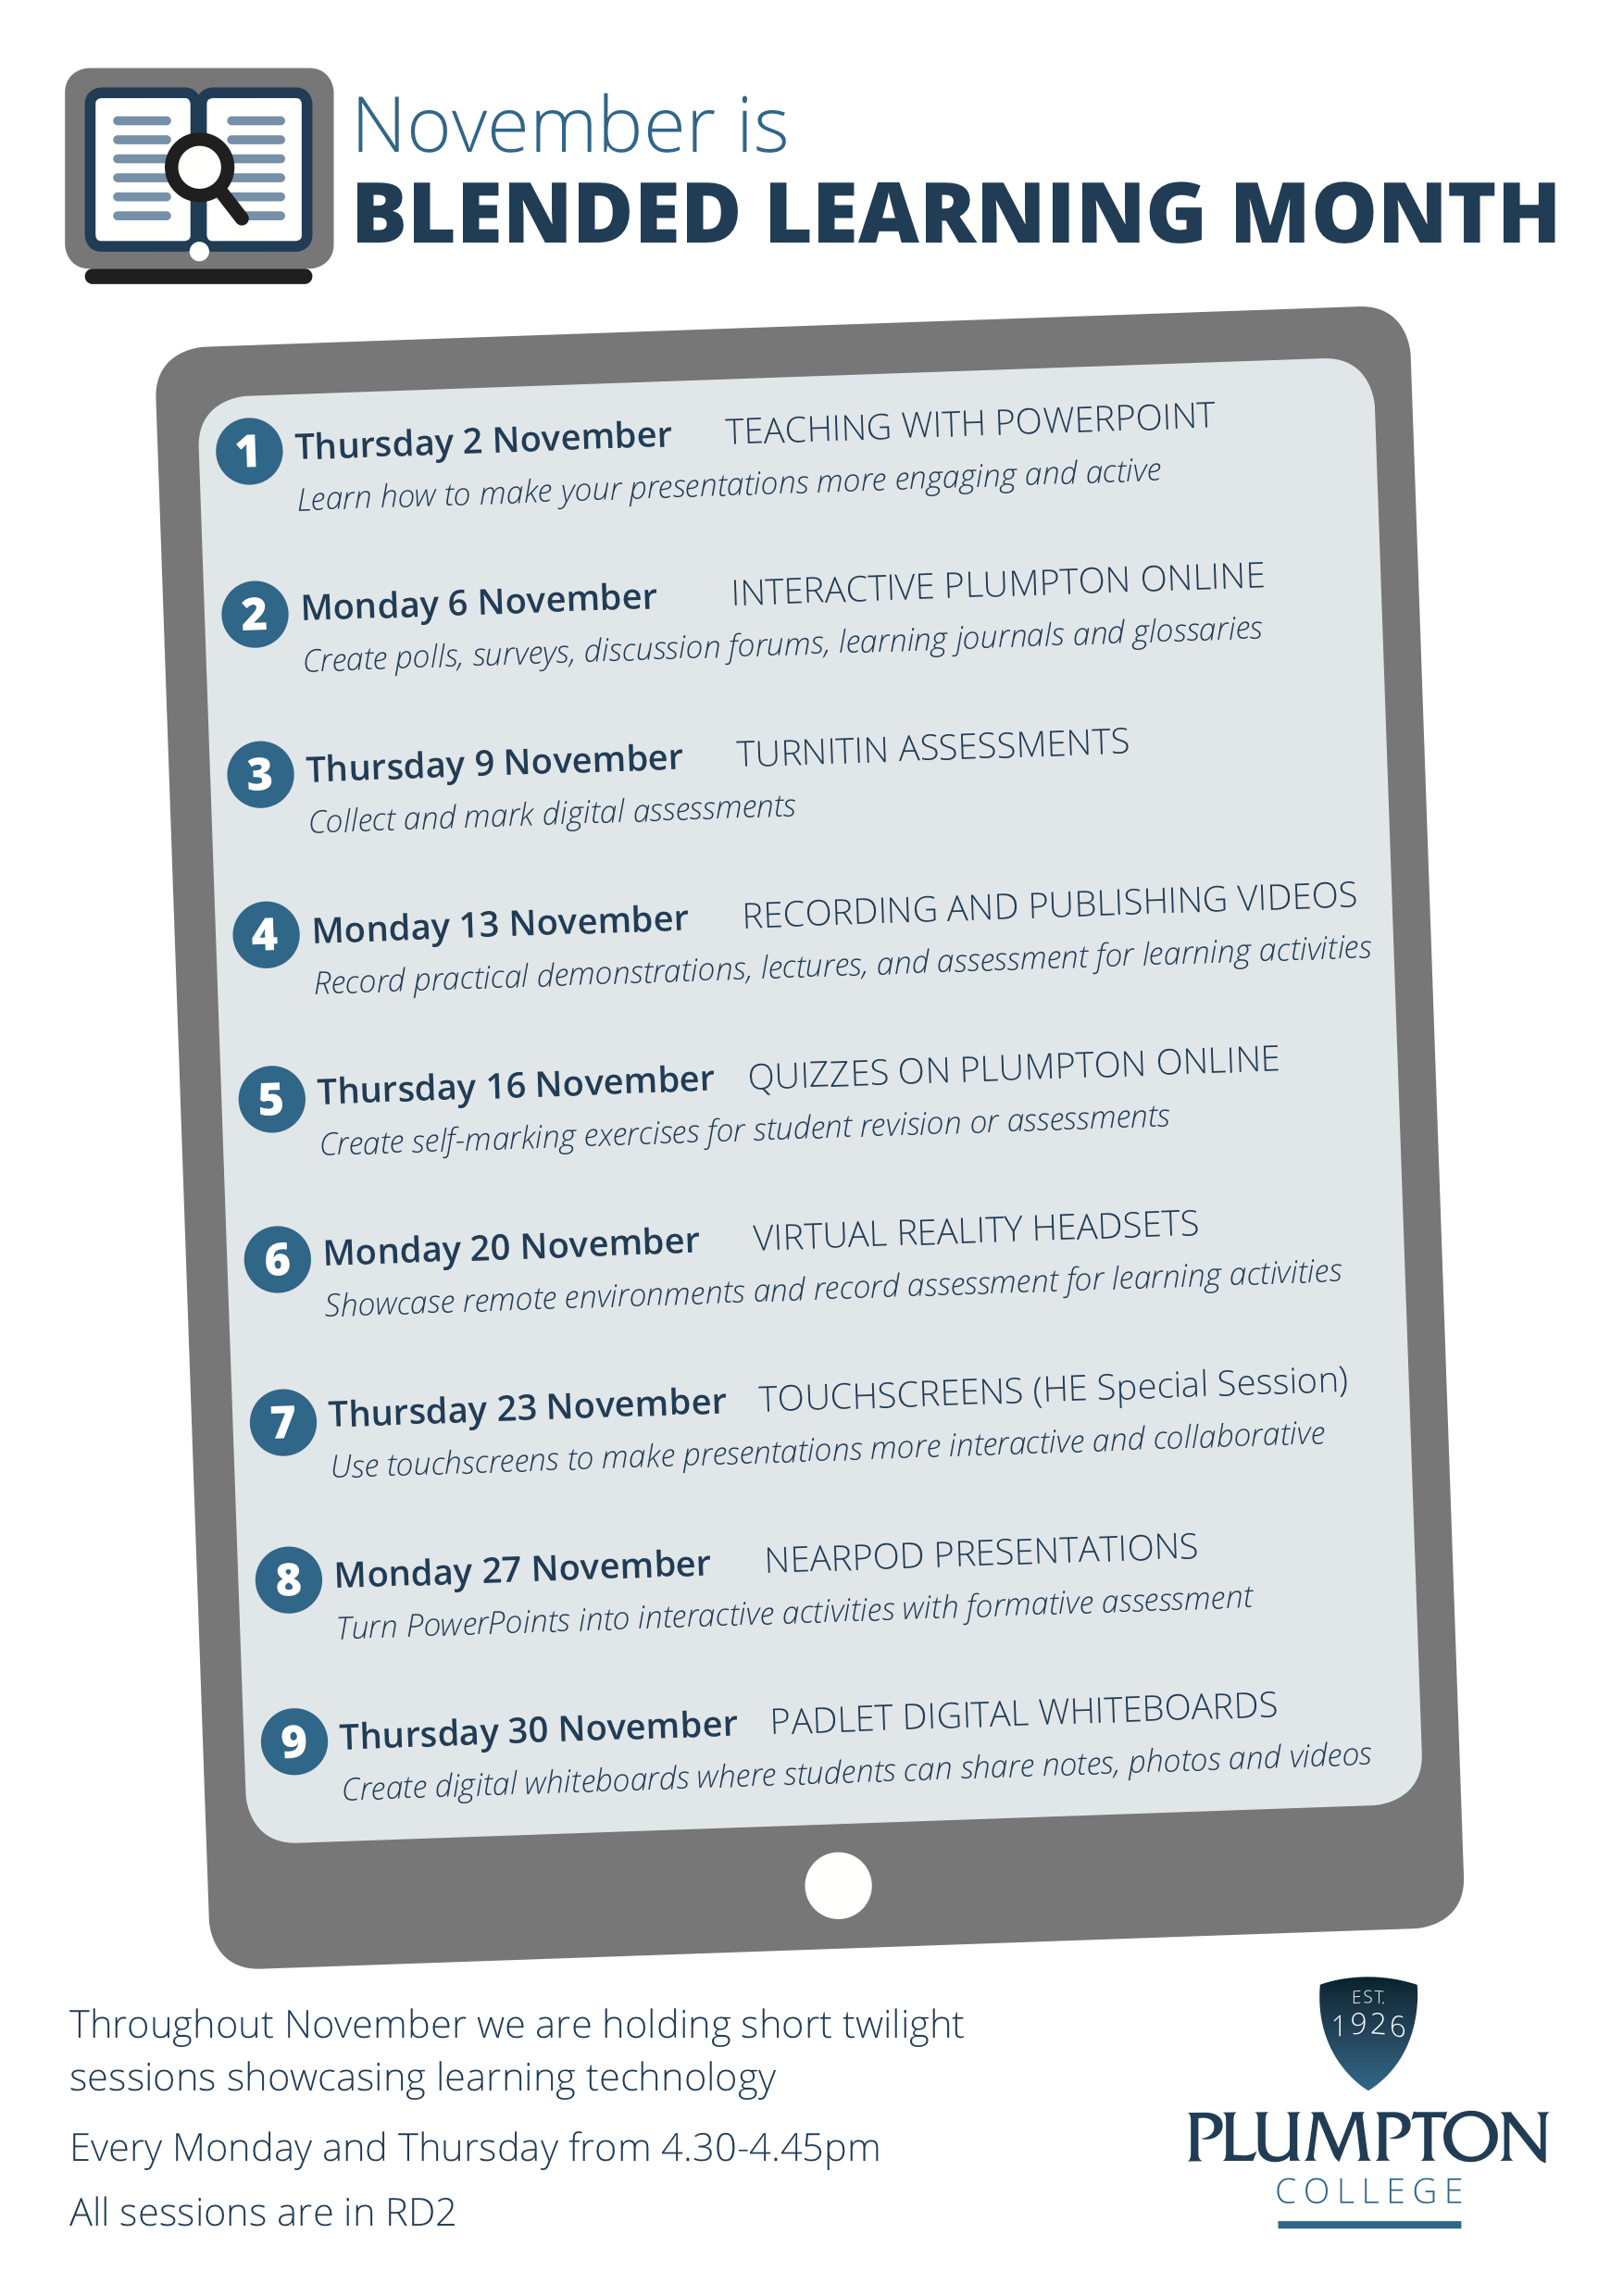 November is
BLENDED LEARNING MONTH
1 Thursday 2 November TEACHING WITH POWERPOINT
Learn how to make your presentations more engaging and active
2 Monday 6 November INTERACTIVE PLUMPTON ONLINE
Create polls, surveys, discussion forums, learning journals and glossaries
3 Thursday 9 November TURNITIN ASSESSMENTS
Collect and mark digital assessments
4 Monday 13 November RECORDING AND PUBLISHING VIDEOS
Record practical demonstrations, lectures, and assessment for learning activities
5 Thursday 16 November QUIZZES ON PLUMPTON ONLINE
Create self-marking exercises for student revision or assessments
6 Monday 20 November VIRTUAL REALITY HEADSETS
Showcase remote environments and record assessment for learning activities
7 Thursday 23 November TOUCHSCREENS (HE Special Session)
Use touchscreens to make presentations more interactive and collaborative
8 Monday 27 November NEARPOD PRESENTATIONS
Turn PowerPoints into interactive activities with formative assessment
9 Thursday 30 November PADLET DIGITAL WHITEBOARDS
Create digital whiteboards where students can share notes, photos and videos
Throughout November we are holding short twilight
sessions showcasing learning technology
Every Monday and Thursday from 4.30-4.45pm
All sessions are in RD2
EST.
1926
PLUMPTON
COLLEGE